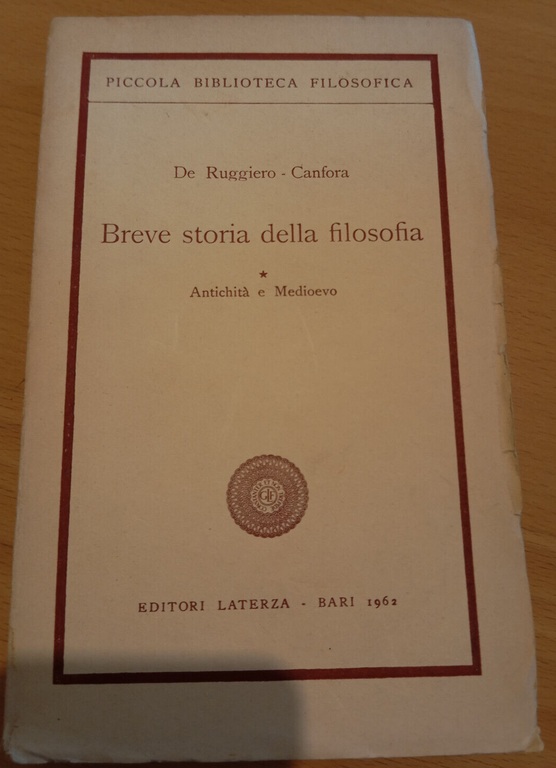 PICCOLA BIBLIOTECA FILOSOFICA
De Ruggiero - Canfora
Breve storia della filosofia
★
Antichità e Medioevo
EDITORI LATERZA - BARI 1962